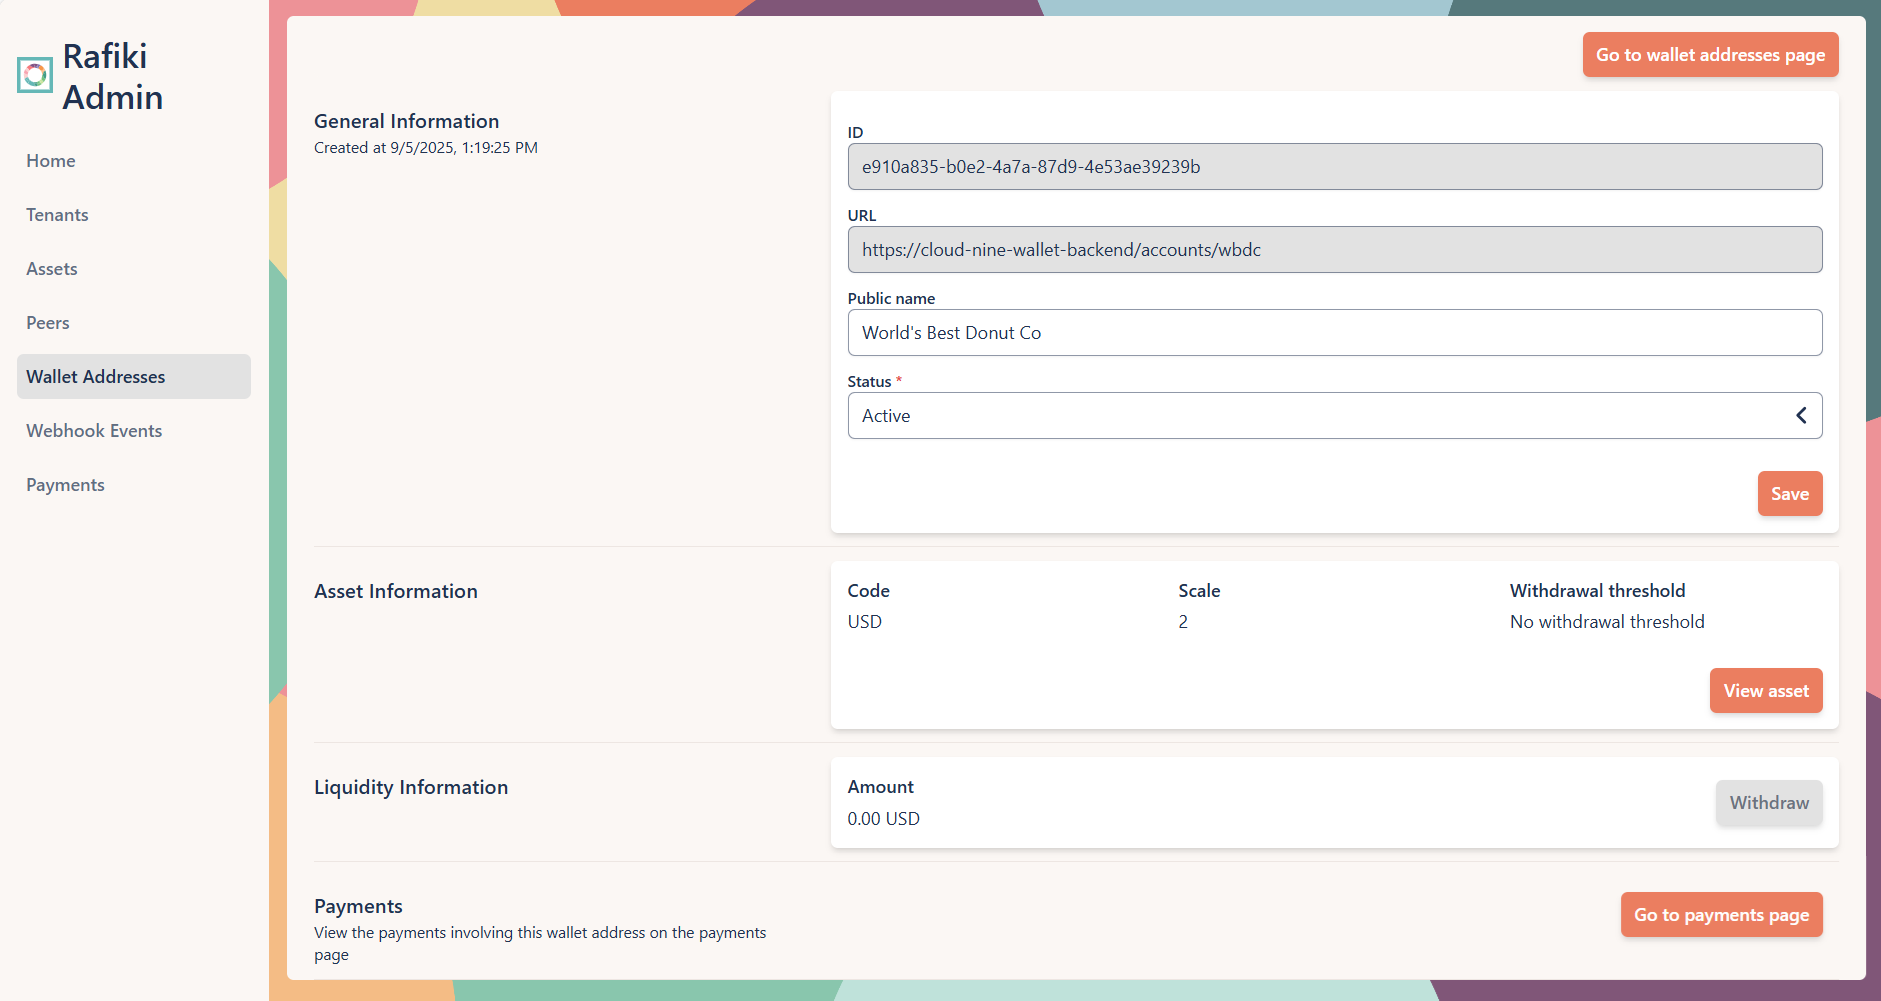 Rafiki
Admin
Home
Tenants
Assets
Peers
Wallet Addresses
Webhook Events
Payments
Go to wallet addresses page
General Information
Created at 9/5/2025, 1:19:25 PM
ID
e910a835-b0e2-4a7a-87d9-4e53ae39239b
URL
https://cloud-nine-wallet-backend/accounts/wbdc
Public name
World's Best Donut Co
Status *
Active
Save
Asset Information
Code
USD
Scale
2
Withdrawal threshold
No withdrawal threshold
View asset
Liquidity Information
Amount
0.00 USD
Withdraw
Payments
View the payments involving this wallet address on the payments
page
Go to payments page